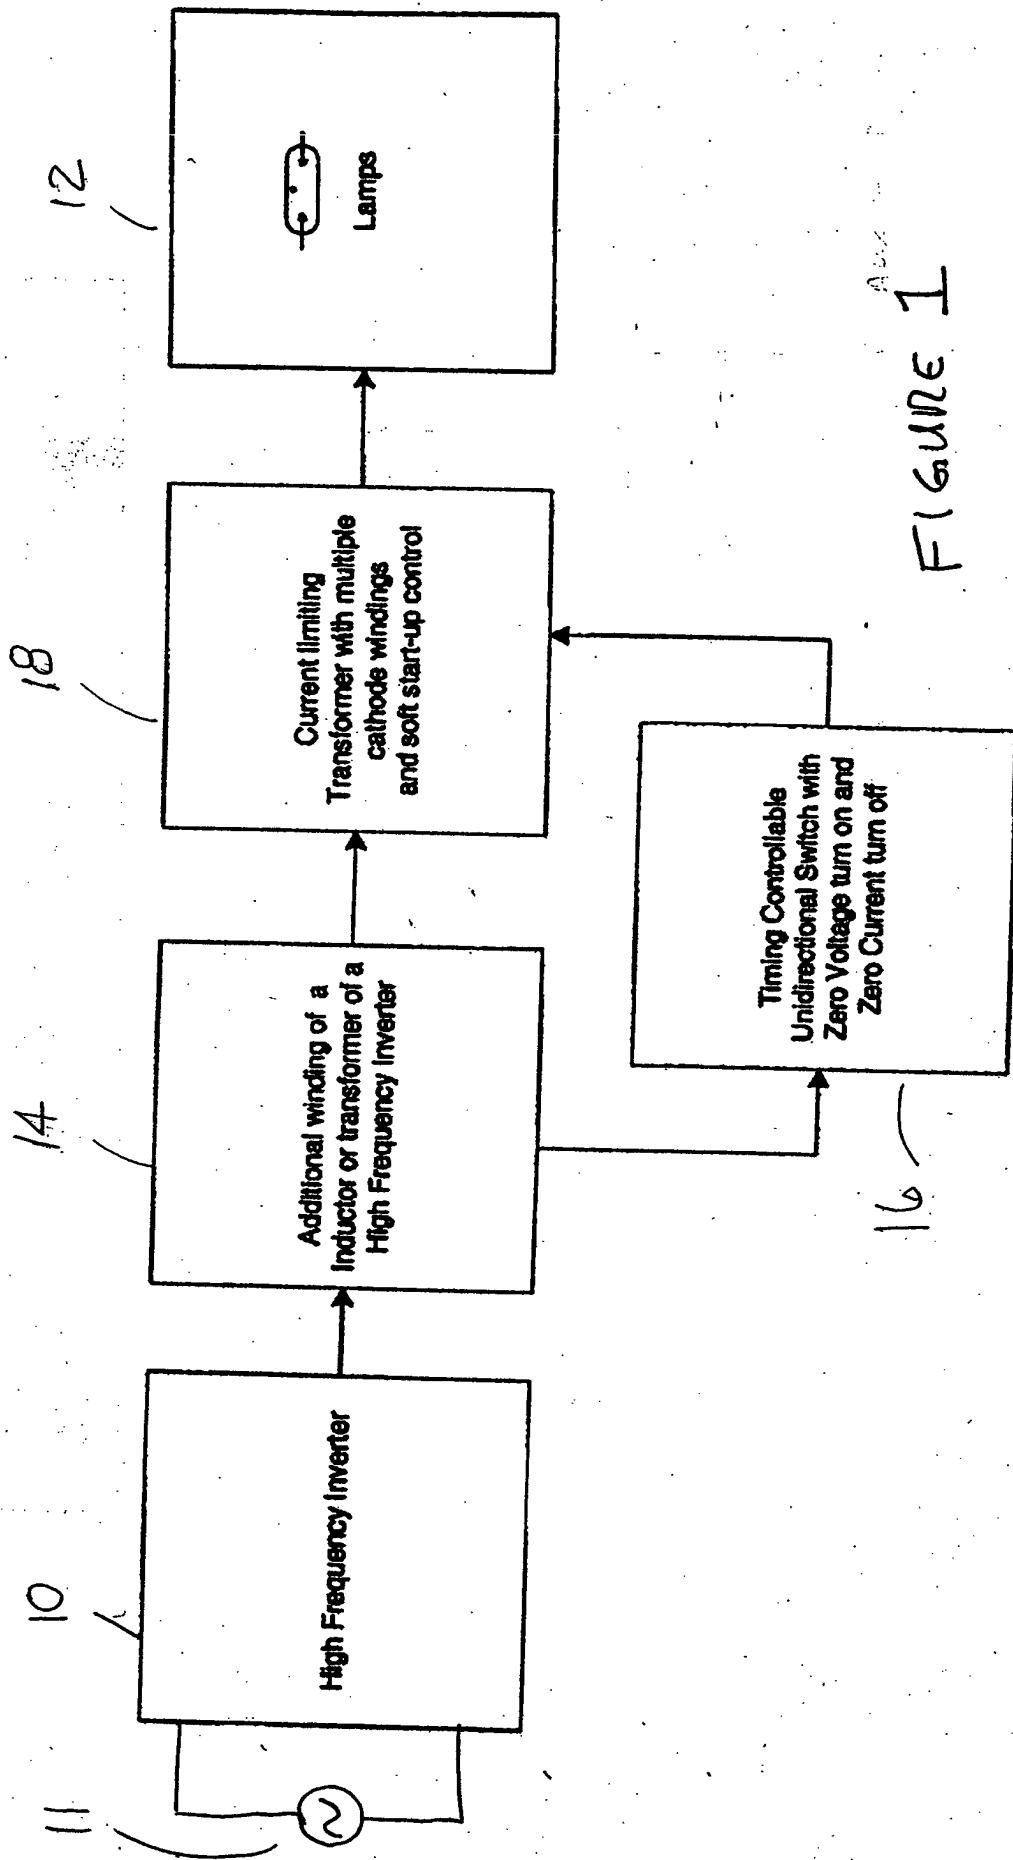 11
10
High Frequency Inverter
14
Additional winding of a
Inductor or transformer of a
High Frequency Inverter
18
Current limiting
Transformer with multiple
cathode windings
and soft start-up control
12
Lamps
16
Timing Controllable
Unidirectional Switch with
Zero Voltage turn on and
Zero Current turn off
FIGURE 1